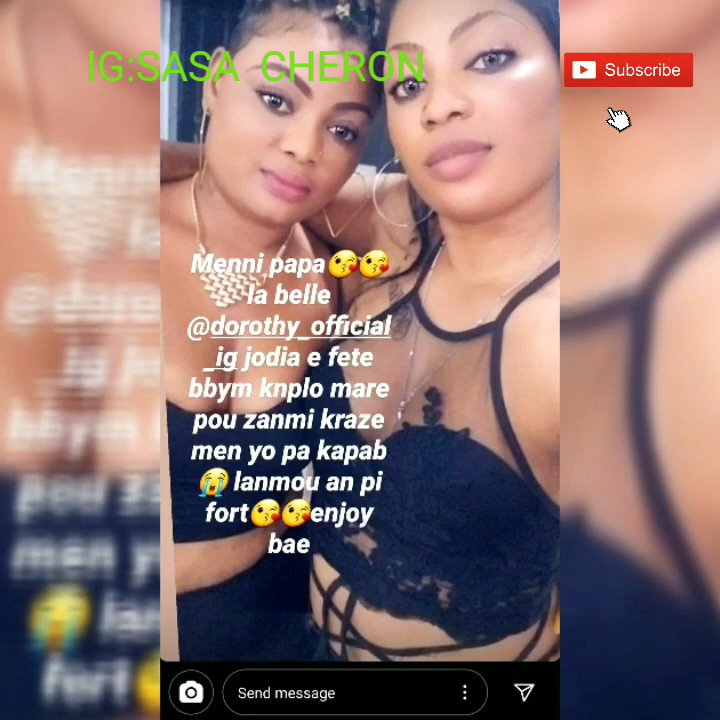 IG:SASA CHERON
Subscribe
Menni papa😘😘
la belle
@dorothy_official
_ig jodia e fete
bbym knplo mare
pou zanmi kraze
men yo pa kapab
😭lanmou an pi
fort😘😘enjoy
bae
Send message